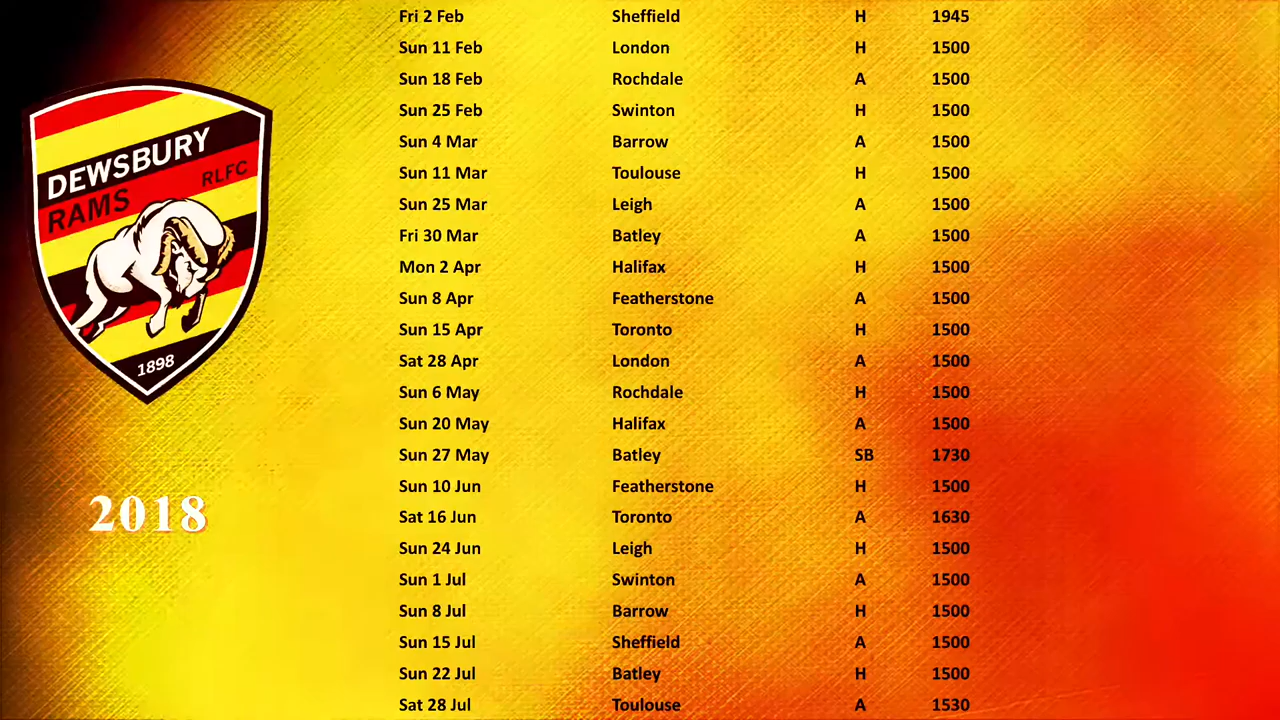 DEWSBURY
RAMS RLFC
1898
2018
Fri 2 Feb Sheffield H 1945
Sun 11 Feb London H 1500
Sun 18 Feb Rochdale A 1500
Sun 25 Feb Swinton H 1500
Sun 4 Mar Barrow A 1500
Sun 11 Mar Toulouse H 1500
Sun 25 Mar Leigh A 1500
Fri 30 Mar Batley A 1500
Mon 2 Apr Halifax H 1500
Sun 8 Apr Featherstone A 1500
Sun 15 Apr Toronto H 1500
Sat 28 Apr London A 1500
Sun 6 May Rochdale H 1500
Sun 20 May Halifax A 1500
Sun 27 May Batley SB 1730
Sun 10 Jun Featherstone H 1500
Sat 16 Jun Toronto A 1630
Sun 24 Jun Leigh H 1500
Sun 1 Jul Swinton A 1500
Sun 8 Jul Barrow H 1500
Sun 15 Jul Sheffield A 1500
Sun 22 Jul Batley H 1500
Sat 28 Jul Toulouse A 1530